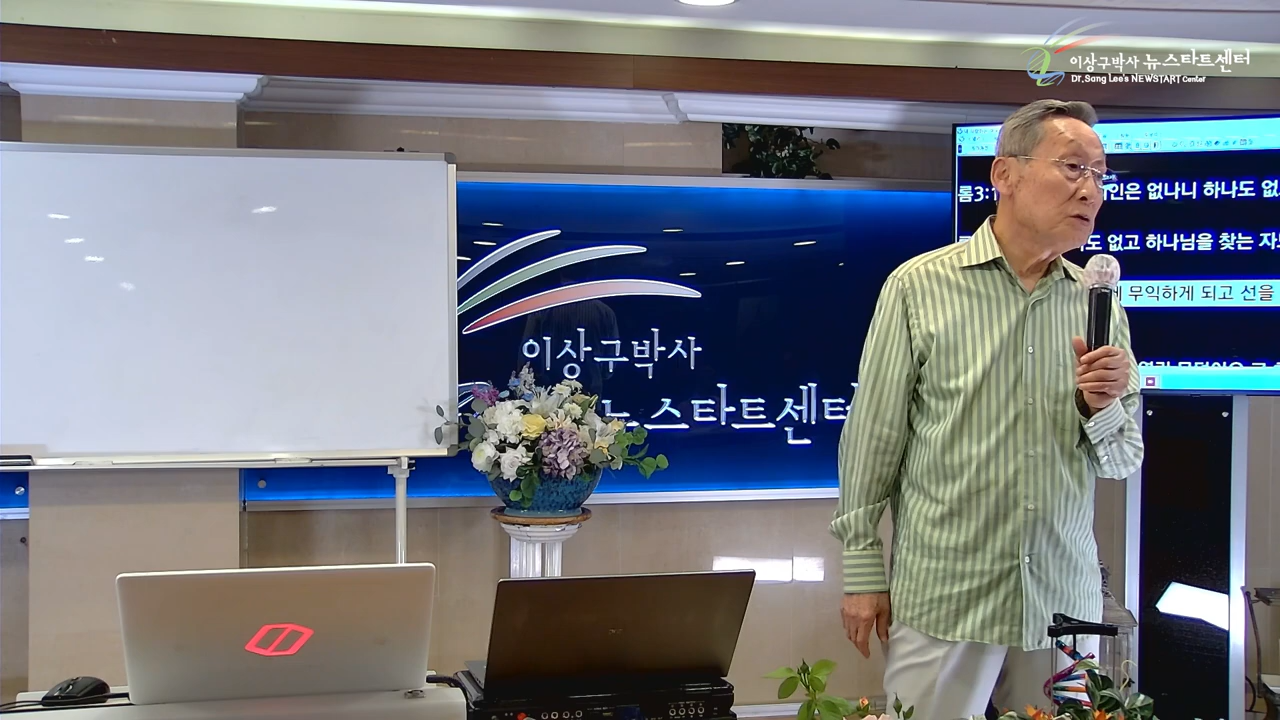 이상구박사 뉴스타트센터
Dr. Sang Lee's NEWSTART Center
롬3:1 인은 없나니 하나도 없
도 없고 하나님을 찾는 자
무익하게 되고 선을
이상구박사
뉴스타트센터